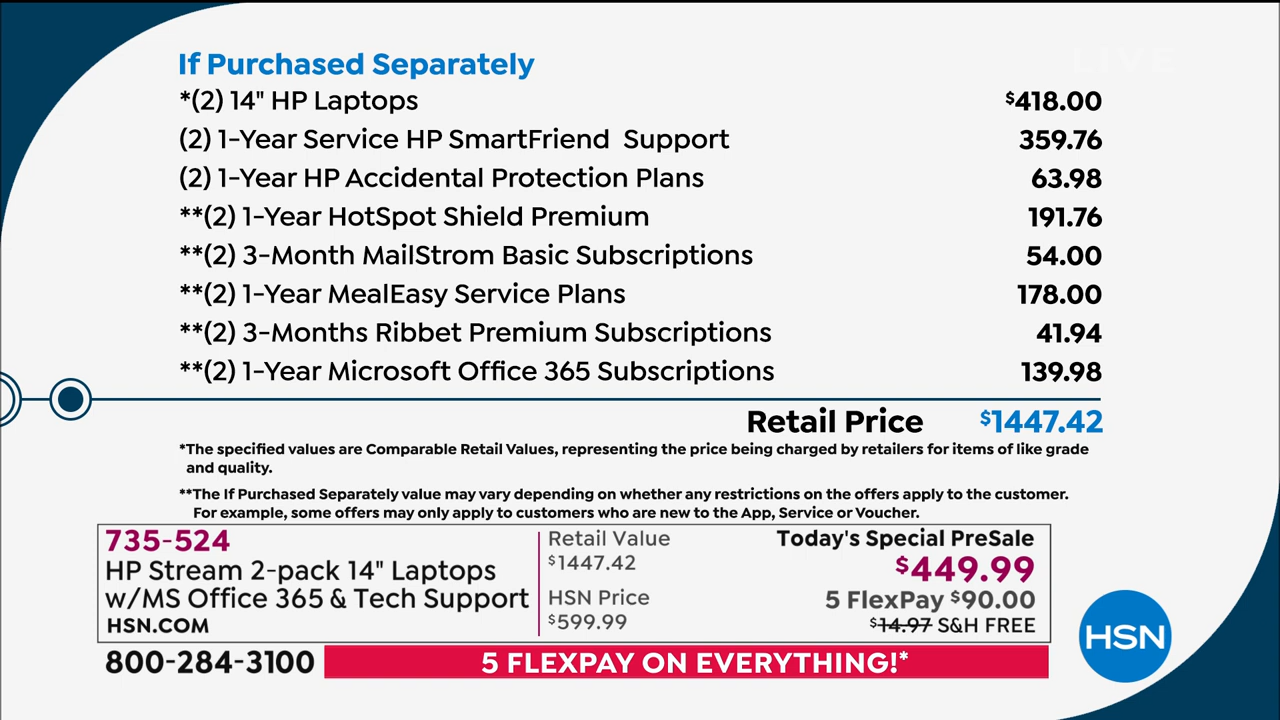 LIVE
If Purchased Separately
*(2) 14" HP Laptops $418.00
(2) 1-Year Service HP SmartFriend Support 359.76
(2) 1-Year HP Accidental Protection Plans 63.98
**(2) 1-Year HotSpot Shield Premium 191.76
**(2) 3-Month MailStrom Basic Subscriptions 54.00
**(2) 1-Year MealEasy Service Plans 178.00
**(2) 3-Months Ribbet Premium Subscriptions 41.94
**(2) 1-Year Microsoft Office 365 Subscriptions 139.98
Retail Price $1447.42
*The specified values are Comparable Retail Values, representing the price being charged by retailers for items of like grade
and quality.
**The If Purchased Separately value may vary depending on whether any restrictions on the offers apply to the customer.
For example, some offers may only apply to customers who are new to the App, Service or Voucher.
735-524
HP Stream 2-pack 14" Laptops
w/MS Office 365 & Tech Support
HSN.COM
Retail Value
$1447.42
HSN Price
$599.99
Today's Special PreSale
$449.99
5 FlexPay $90.00
$14.97 S&H FREE
HSN
800-284-3100
5 FLEXPAY ON EVERYTHING!*